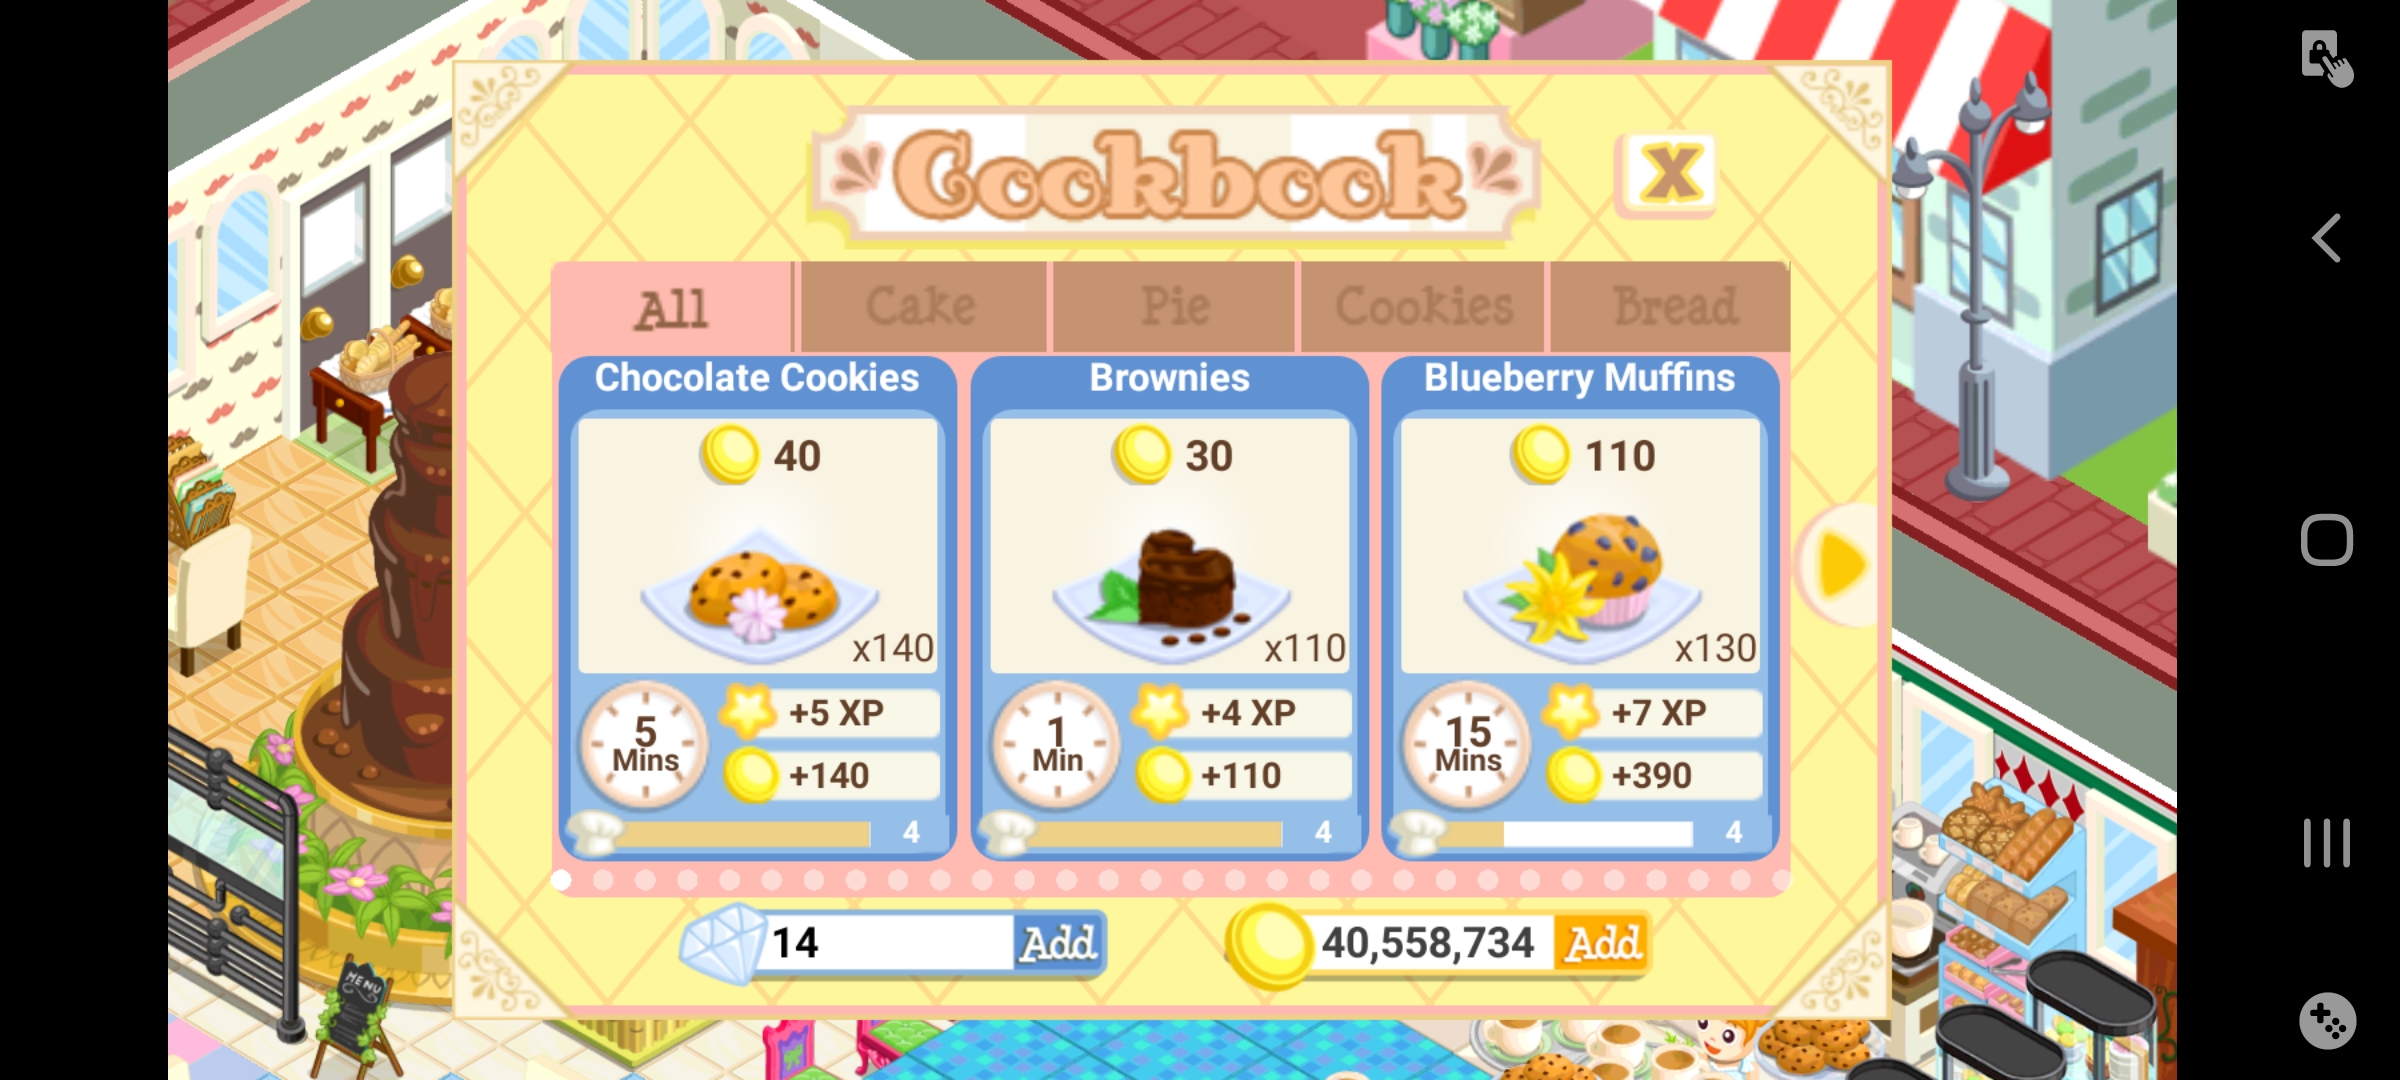 Cookbook
X
All
Cake
Pie
Cookies
Bread
Chocolate Cookies
40
x140
5
Mins
+5 XP
+140
4
Brownies
30
x110
1
Min
+4 XP
+110
4
Blueberry Muffins
110
x130
15
Mins
+7 XP
+390
4
14
Add
40,558,734
Add
MENU